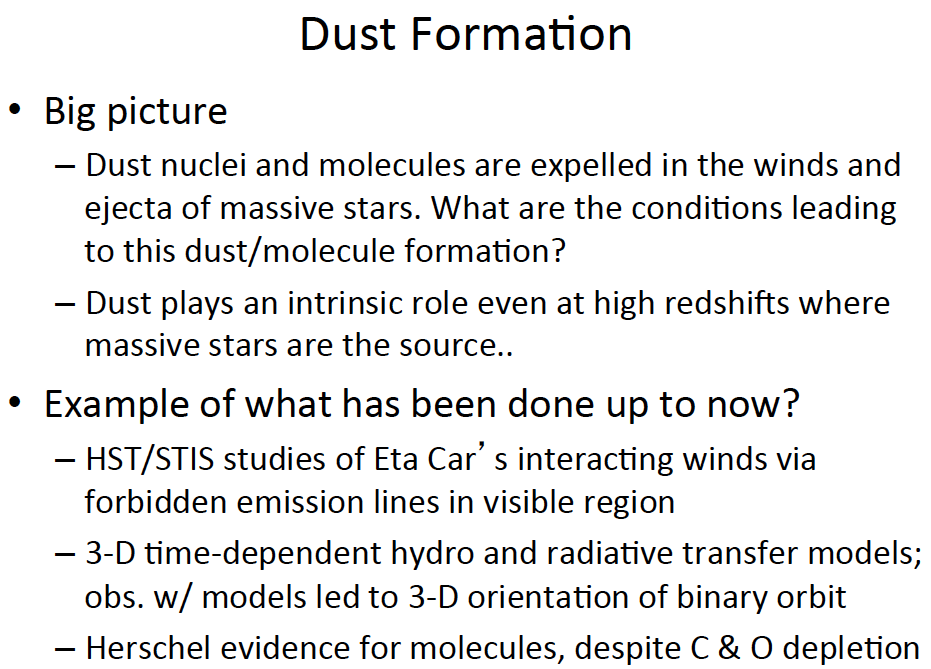 Dust Formation
• Big picture
– Dust nuclei and molecules are expelled in the winds and
ejecta of massive stars. What are the conditions leading
to this dust/molecule formation?
– Dust plays an intrinsic role even at high redshifts where
massive stars are the source..
• Example of what has been done up to now?
– HST/STIS studies of Eta Car’s interacting winds via
forbidden emission lines in visible region
– 3-D time-dependent hydro and radiative transfer models;
obs. w/ models led to 3-D orientation of binary orbit
– Herschel evidence for molecules, despite C & O depletion